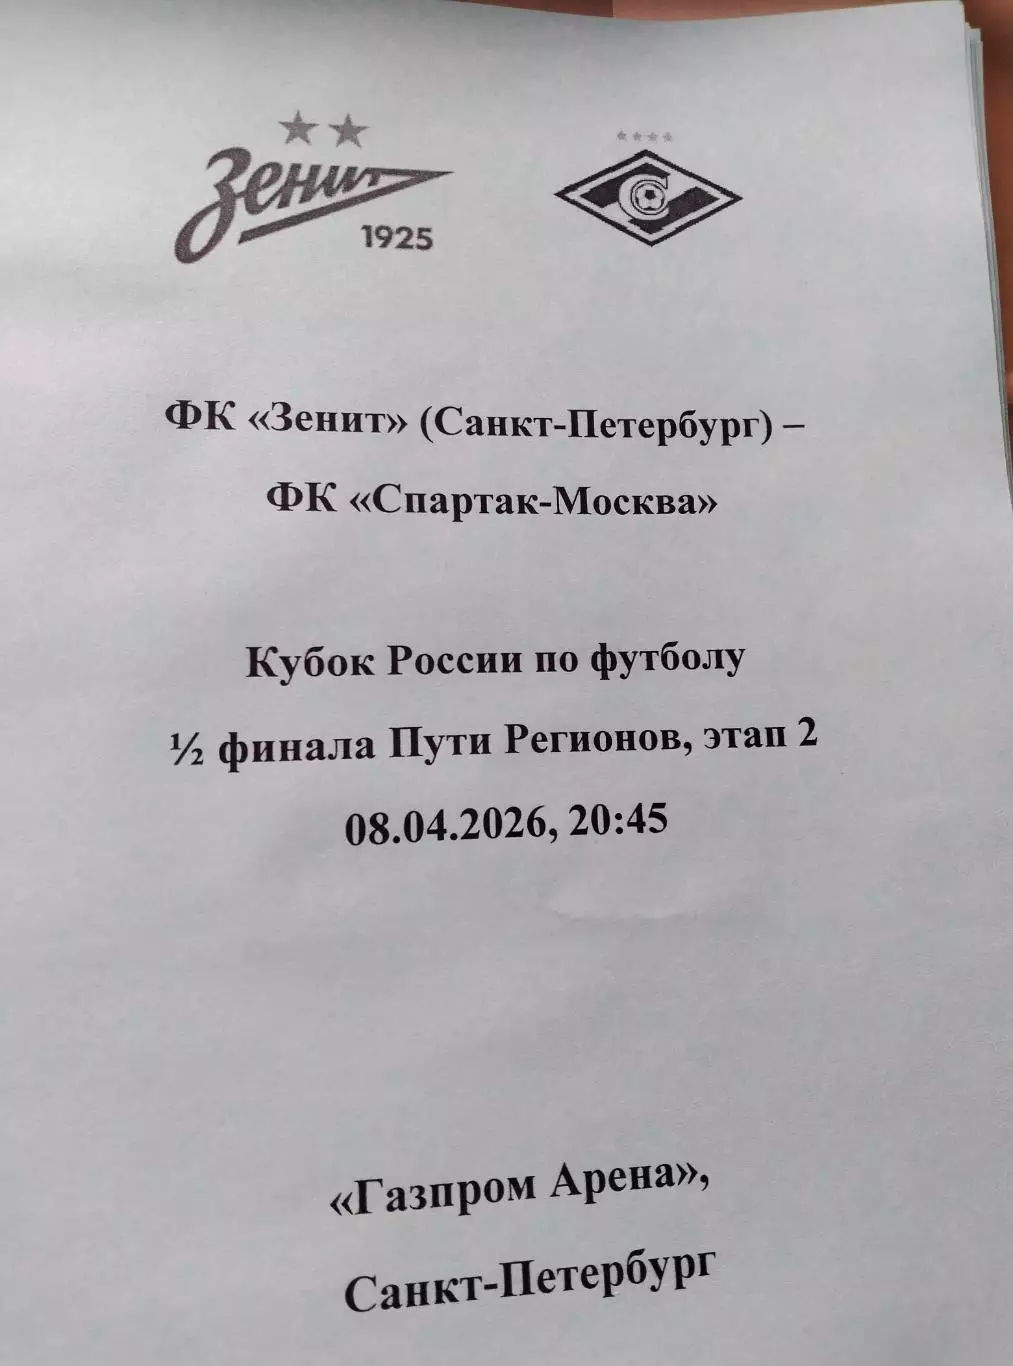 Зенит
1925
С
ФК «Зенит» (Санкт-Петербург) –
ФК «Спартак-Москва»
Кубок России по футболу
½ финала Пути Регионов, этап 2
08.04.2026, 20:45
«Газпром Арена»,
Санкт-Петербург